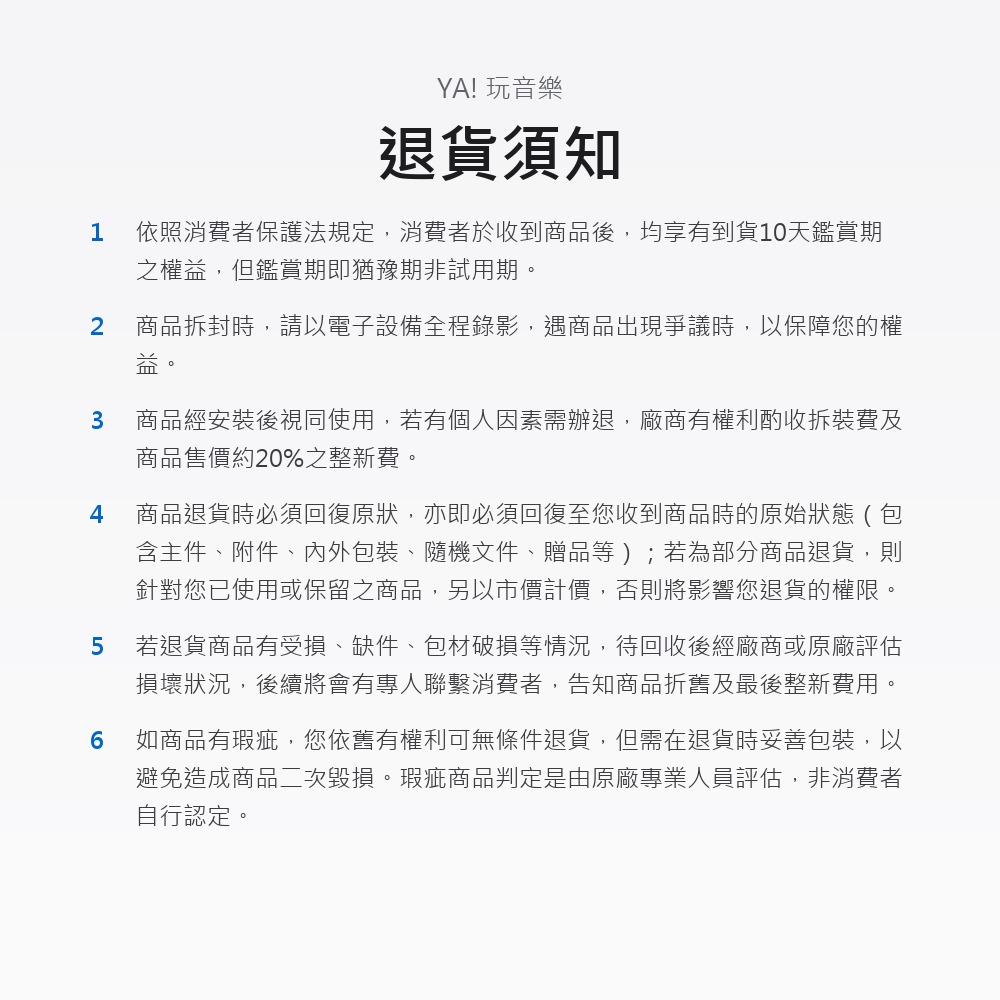 YA! 玩音樂
退貨須知
1 依照消費者保護法規定，消費者於收到商品後，均享有到貨10天鑑賞期
之權益，但鑑賞期即猶豫期非試用期。
2 商品拆封時，請以電子設備全程錄影，遇商品出現爭議時，以保障您的權
益。
3 商品經安裝後視同使用，若有個人因素需辦退，廠商有權利酌收拆裝費及
商品售價約20%之整新費。
4 商品退貨時必須回復原狀，亦即必須回復至您收到商品時的原始狀態（包
含主件、附件、內外包裝、隨機文件、贈品等）；若為部分商品退貨，則
針對您已使用或保留之商品，另以市價計價，否則將影響您退貨的權限。
5 若退貨商品有受損、缺件、包材破損等情況，待回收後經廠商或原廠評估
損壞狀況，後續將會有專人聯繫消費者，告知商品折舊及最後整新費用。
6 如商品有瑕疵，您依舊有權利可無條件退貨，但需在退貨時妥善包裝，以
避免造成商品二次毀損。瑕疵商品判定是由原廠專業人員評估，非消費者
自行認定。